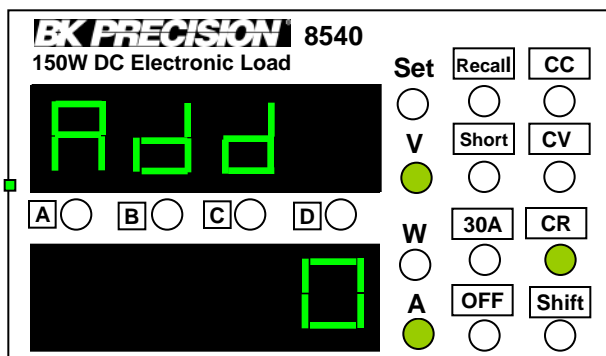 BK PRECISION 8540
150W DC Electronic Load
Set Recall CC
Add
V Short CV
A B C D
W 30A CR
0
A OFF Shift